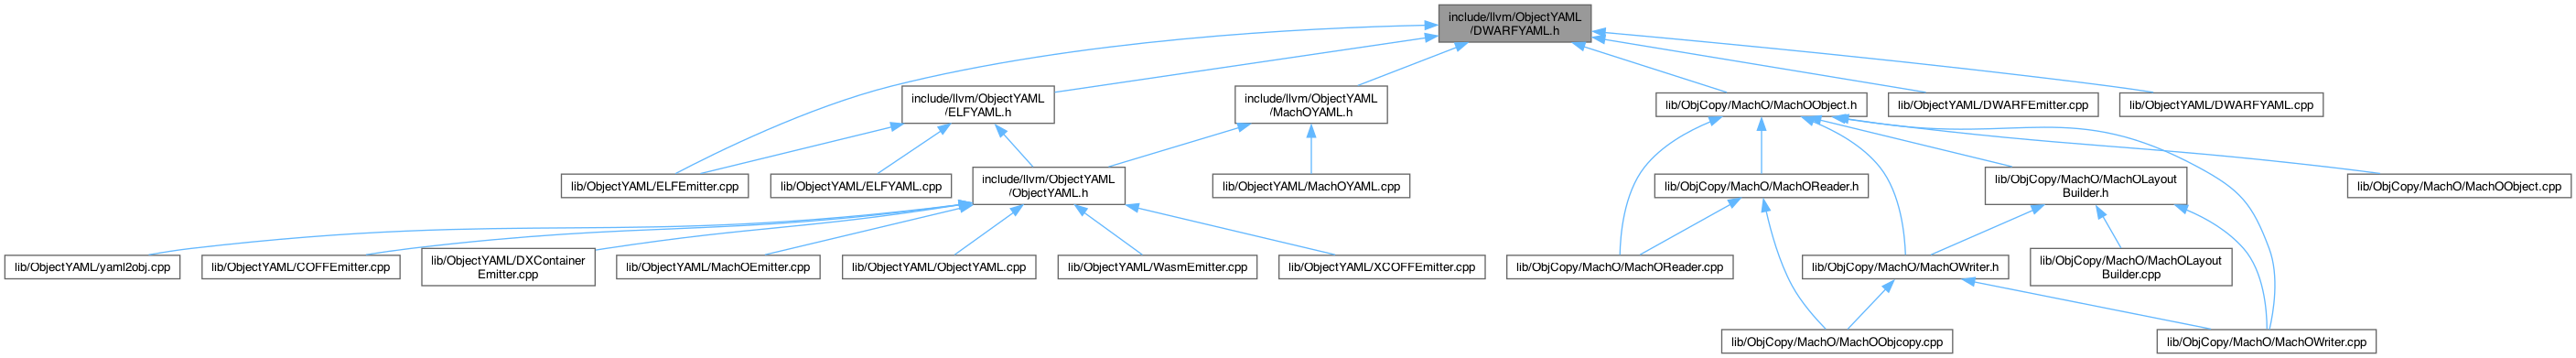 include/llvm/ObjectYAML
/DWARFYAML.h
include/llvm/ObjectYAML
/ELFYAML.h
include/llvm/ObjectYAML
/MachOYAML.h
lib/ObjCopy/MachO/MachOObject.h
lib/ObjectYAML/DWARFEmitter.cpp
lib/ObjectYAML/DWARFYAML.cpp
lib/ObjectYAML/ELFEmitter.cpp
lib/ObjectYAML/ELFYAML.cpp
include/llvm/ObjectYAML
/ObjectYAML.h
lib/ObjectYAML/MachOYAML.cpp
lib/ObjCopy/MachO/MachOReader.h
lib/ObjCopy/MachO/MachOLayout
Builder.h
lib/ObjCopy/MachO/MachOObject.cpp
lib/ObjectYAML/yaml2obj.cpp
lib/ObjectYAML/COFFEmitter.cpp
lib/ObjectYAML/DXContainer
Emitter.cpp
lib/ObjectYAML/MachOEmitter.cpp
lib/ObjectYAML/ObjectYAML.cpp
lib/ObjectYAML/WasmEmitter.cpp
lib/ObjectYAML/XCOFFEmitter.cpp
lib/ObjCopy/MachO/MachOReader.cpp
lib/ObjCopy/MachO/MachOWriter.h
lib/ObjCopy/MachO/MachOLayout
Builder.cpp
lib/ObjCopy/MachO/MachOObjcopy.cpp
lib/ObjCopy/MachO/MachOWriter.cpp